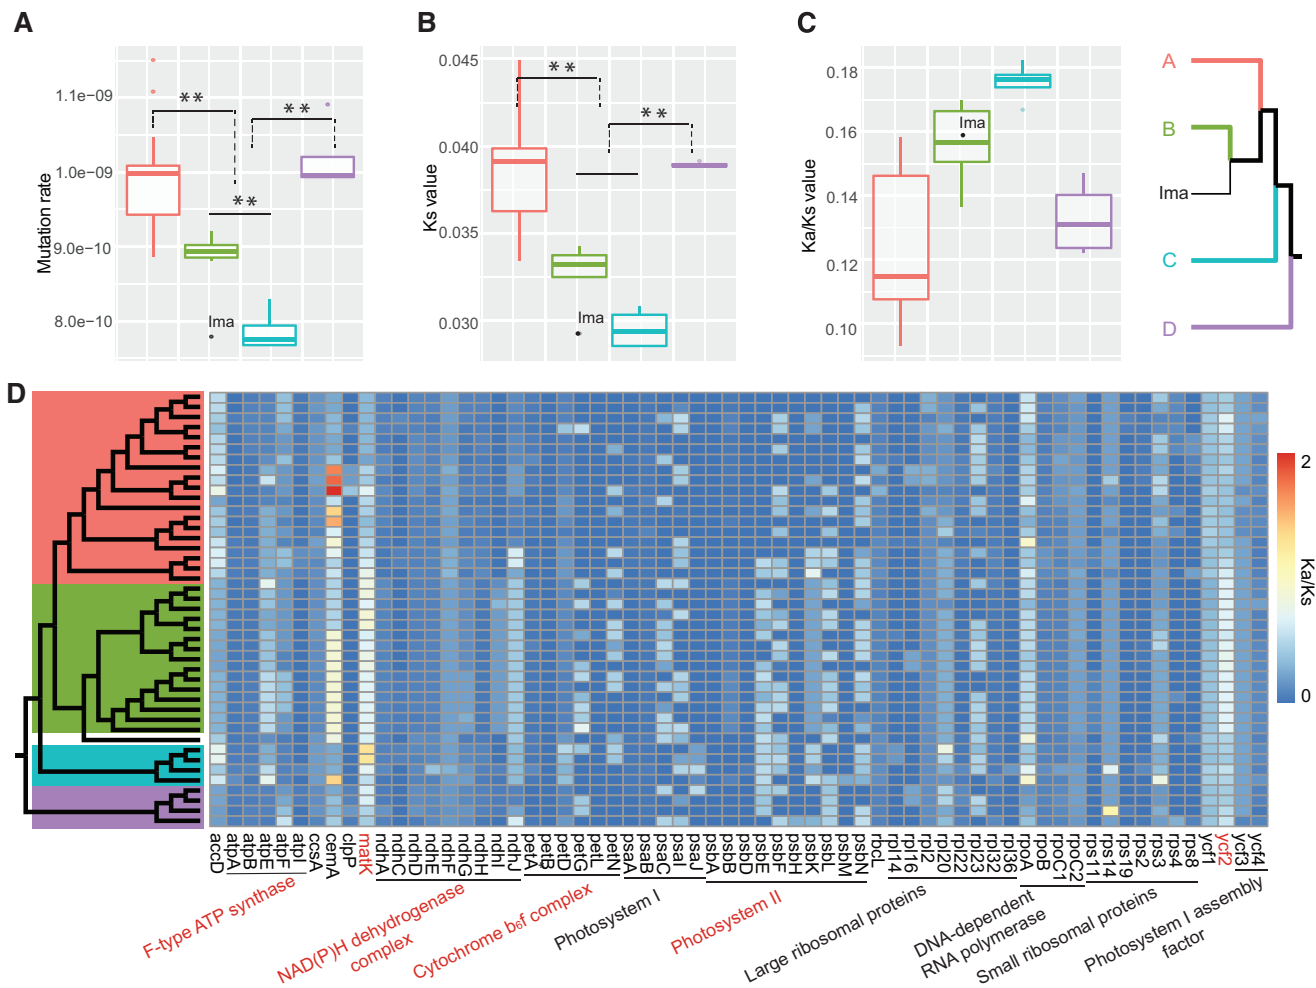 A
B
C
Mutation rate
1.1e−09
1.0e−09
9.0e−10
8.0e−10
**
**
**
Ima
Ks value
0.045
0.040
0.035
0.030
**
**
Ima
Ka/Ks value
0.18
0.16
0.14
0.12
0.10
Ima
A
B
Ima
C
D
D
2
Ka/Ks
0
accD
atpA
atpB
atpE
atpF
atpI
ccsA
cemA
clpP
matK
ndhA
ndhC
ndhD
ndhE
ndhF
ndhG
ndhH
ndhI
ndhJ
petA
petB
petD
petG
petL
petN
psaA
psaB
psaC
psaI
psaJ
psbA
psbB
psbD
psbE
psbF
psbH
psbK
psbL
psbM
psbN
rbcL
rpl14
rpl16
rpl2
rpl20
rpl22
rpl23
rpl32
rpl36
rpoA
rpoB
rpoC1
rpoC2
rps11
rps14
rps19
rps2
rps3
rps4
rps8
ycf1
ycf2
ycf3
ycf4
F-type ATP synthase
NAD(P)H dehydrogenase
complex
Cytochrome b₆f complex
Photosystem I
Photosystem II
Large ribosomal proteins
DNA-dependent
RNA polymerase
Small ribosomal proteins
Photosystem I assembly
factor